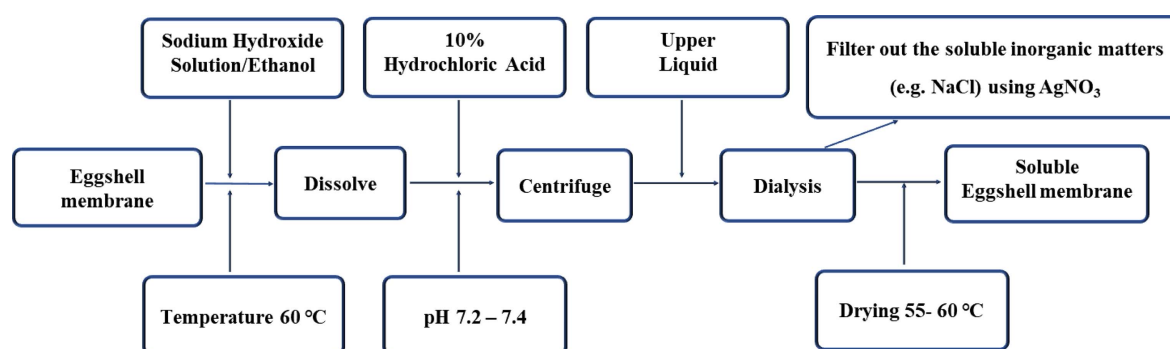 Sodium Hydroxide
Solution/Ethanol
10%
Hydrochloric Acid
Upper
Liquid
Filter out the soluble inorganic matters
(e.g. NaCl) using AgNO₃
Eggshell
membrane
Dissolve
Centrifuge
Dialysis
Soluble
Eggshell membrane
Temperature 60 °C
pH 7.2 – 7.4
Drying 55- 60 °C